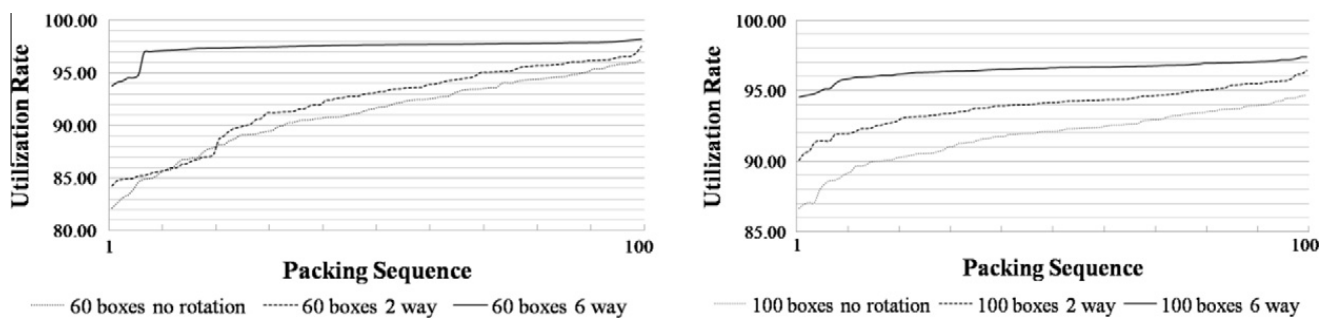 100.00
95.00
90.00
85.00
80.00
Utilization Rate
1
100
Packing Sequence
60 boxes no rotation
60 boxes 2 way
60 boxes 6 way
100.00
95.00
90.00
85.00
Utilization Rate
1
100
Packing Sequence
100 boxes no rotation
100 boxes 2 way
100 boxes 6 way